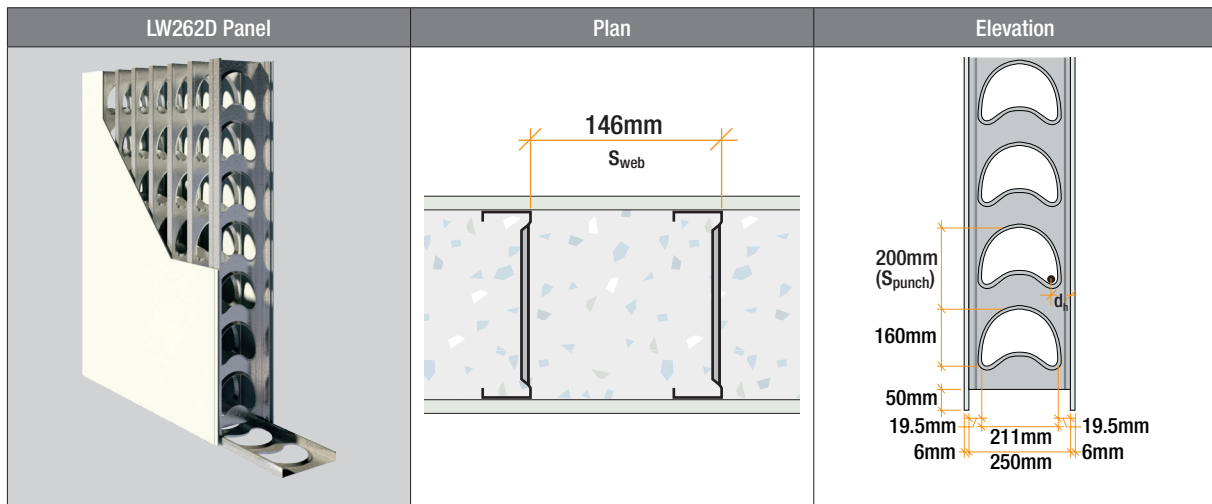 LW262D Panel
Plan
Elevation
146mm
Sweb
200mm
(Spunch)
dh
160mm
50mm
19.5mm
211mm
19.5mm
6mm
250mm
6mm